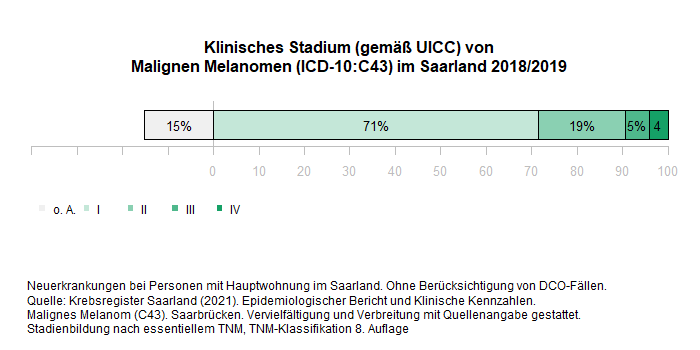 Klinisches Stadium (gemäß UICC) von
Malignen Melanomen (ICD-10:C43) im Saarland 2018/2019
15% 71% 19% 5% 4
0 10 20 30 40 50 60 70 80 90 100
o. A. I II III IV
Neuerkrankungen bei Personen mit Hauptwohnung im Saarland. Ohne Berücksichtigung von DCO-Fällen.
Quelle: Krebsregister Saarland (2021). Epidemiologischer Bericht und Klinische Kennzahlen.
Malignes Melanom (C43). Saarbrücken. Vervielfältigung und Verbreitung mit Quellenangabe gestattet.
Stadienbildung nach essentiellem TNM, TNM-Klassifikation 8. Auflage